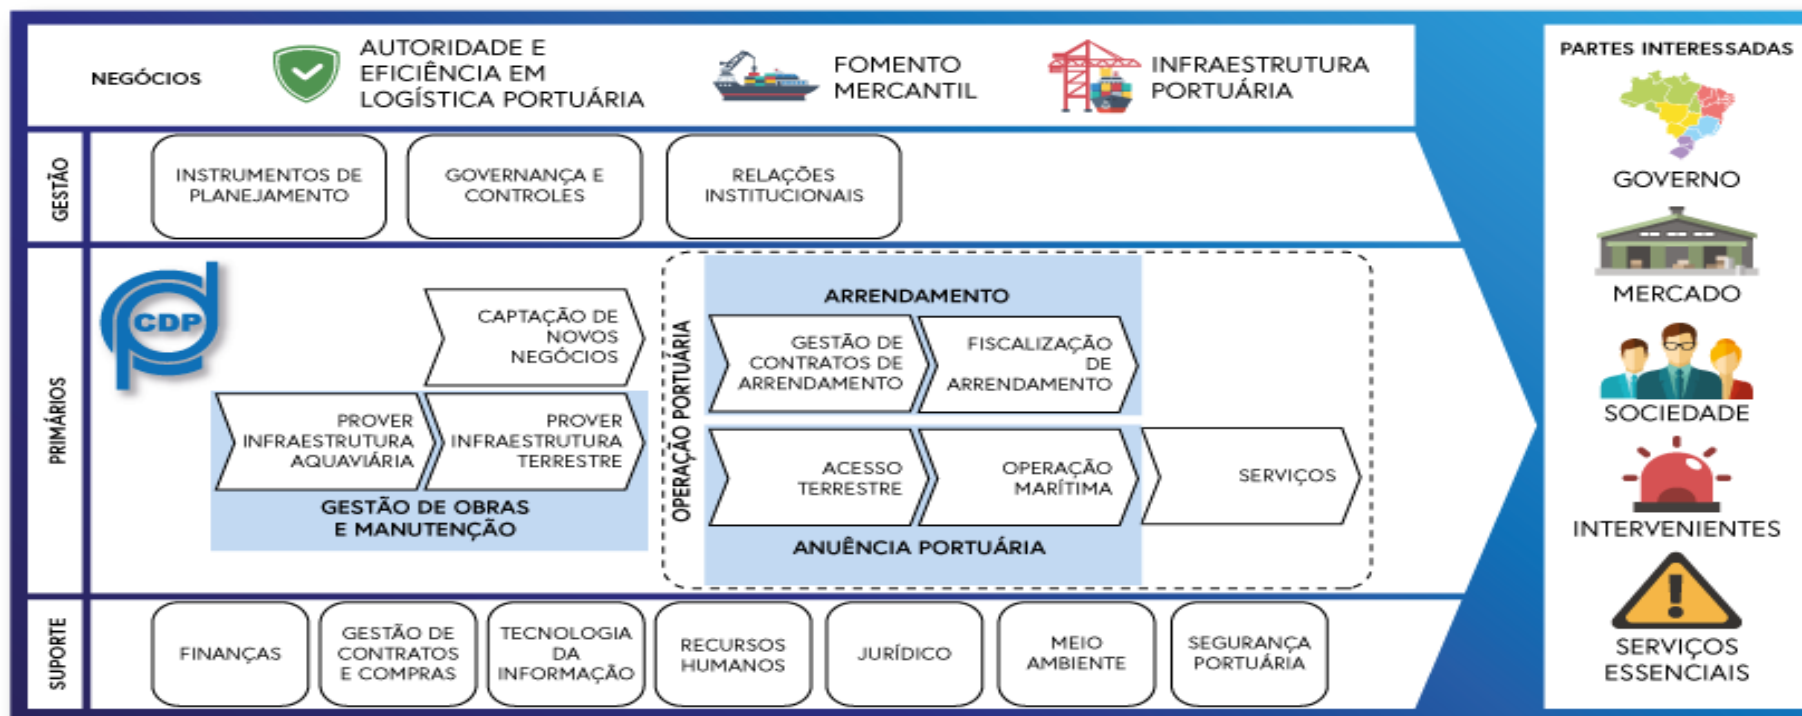 NEGÓCIOS
AUTORIDADE E
EFICIÊNCIA EM
LOGÍSTICA PORTUÁRIA
FOMENTO
MERCANTIL
INFRAESTRUTURA
PORTUÁRIA
GESTÃO
INSTRUMENTOS DE
PLANEJAMENTO
GOVERNANÇA E
CONTROLES
RELAÇÕES
INSTITUCIONAIS
PRIMÁRIOS
CDP
CAPTAÇÃO DE
NOVOS
NEGÓCIOS
PROVER
INFRAESTRUTURA
AQUAVIÁRIA
PROVER
INFRAESTRUTURA
TERRESTRE
GESTÃO DE OBRAS
E MANUTENÇÃO
OPERAÇÃO PORTUÁRIA
ARRENDAMENTO
GESTÃO DE
CONTRATOS DE
ARRENDAMENTO
FISCALIZAÇÃO
DE
ARRENDAMENTO
ACESSO
TERRESTRE
OPERAÇÃO
MARÍTIMA
ANUÊNCIA PORTUÁRIA
SERVIÇOS
SUPORTE
FINANÇAS
GESTÃO DE
CONTRATOS
E COMPRAS
TECNOLOGIA
DA
INFORMAÇÃO
RECURSOS
HUMANOS
JURÍDICO
MEIO
AMBIENTE
SEGURANÇA
PORTUÁRIA
PARTES INTERESSADAS
GOVERNO
MERCADO
SOCIEDADE
INTERVENIENTES
SERVIÇOS
ESSENCIAIS